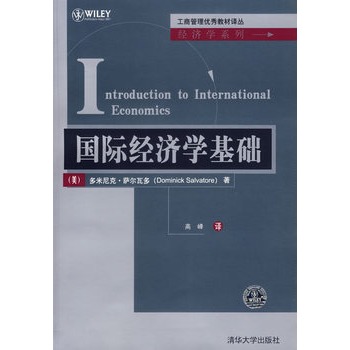 WILEY
工商管理优秀教材译丛
经济学系列
Introduction to International
Economics
国际经济学基础
(美) 多米尼克·萨尔瓦多 (Dominick Salvatore) 著
高峰 译
清华大学出版社